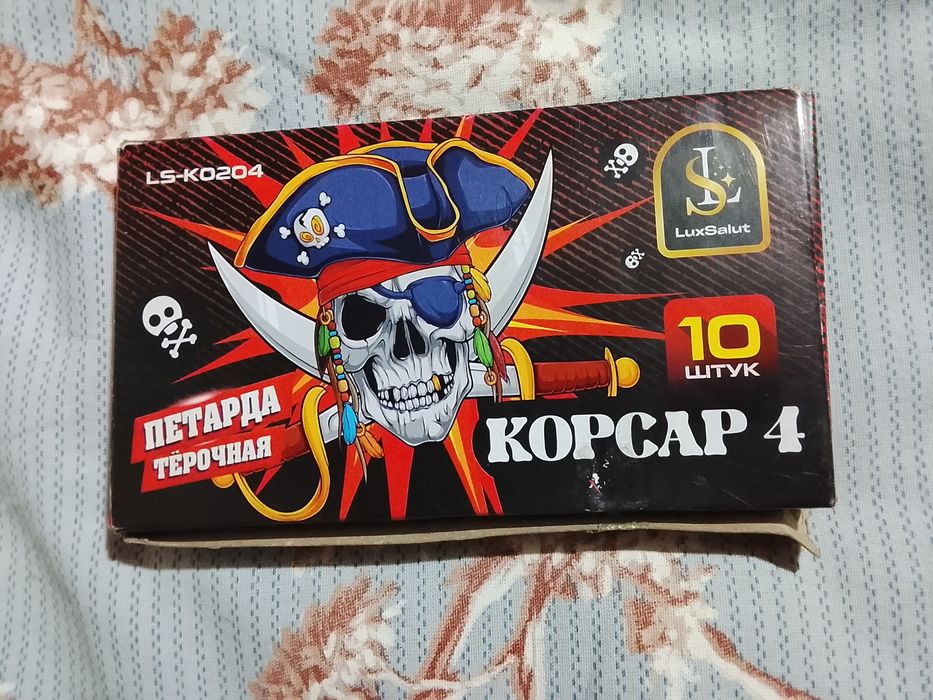 LS-K0204
SL
LuxSalut
10
ШТУК
ПЕТАРДА
ТЁРОЧНАЯ
КОРСАР 4